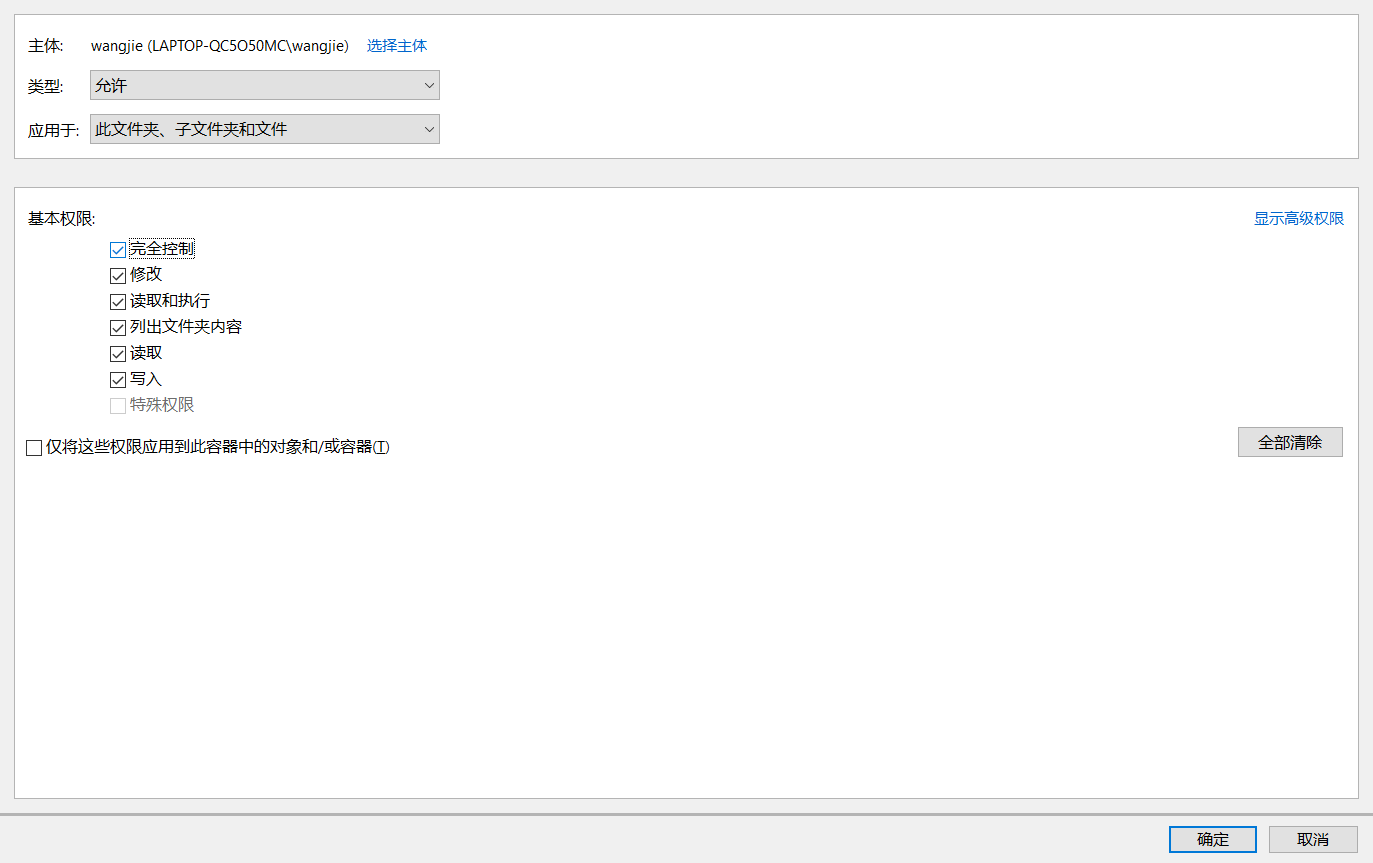 主体: wangjie (LAPTOP-QC5O50MC\wangjie) 选择主体
类型: 允许
应用于: 此文件夹、子文件夹和文件
基本权限: 显示高级权限
完全控制
修改
读取和执行
列出文件夹内容
读取
写入
特殊权限
仅将这些权限应用到此容器中的对象和/或容器(T) 全部清除
确定 取消